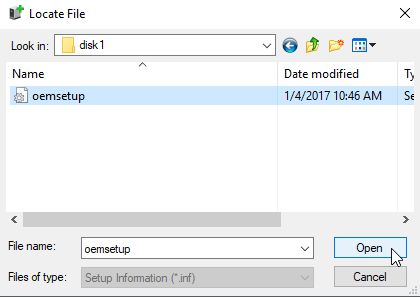 Locate File
Look in: disk1
Name Date modified Ty
oemsetup 1/4/2017 10:46 AM Se
File name: oemsetup Open
Files of type: Setup Information (*.inf) Cancel